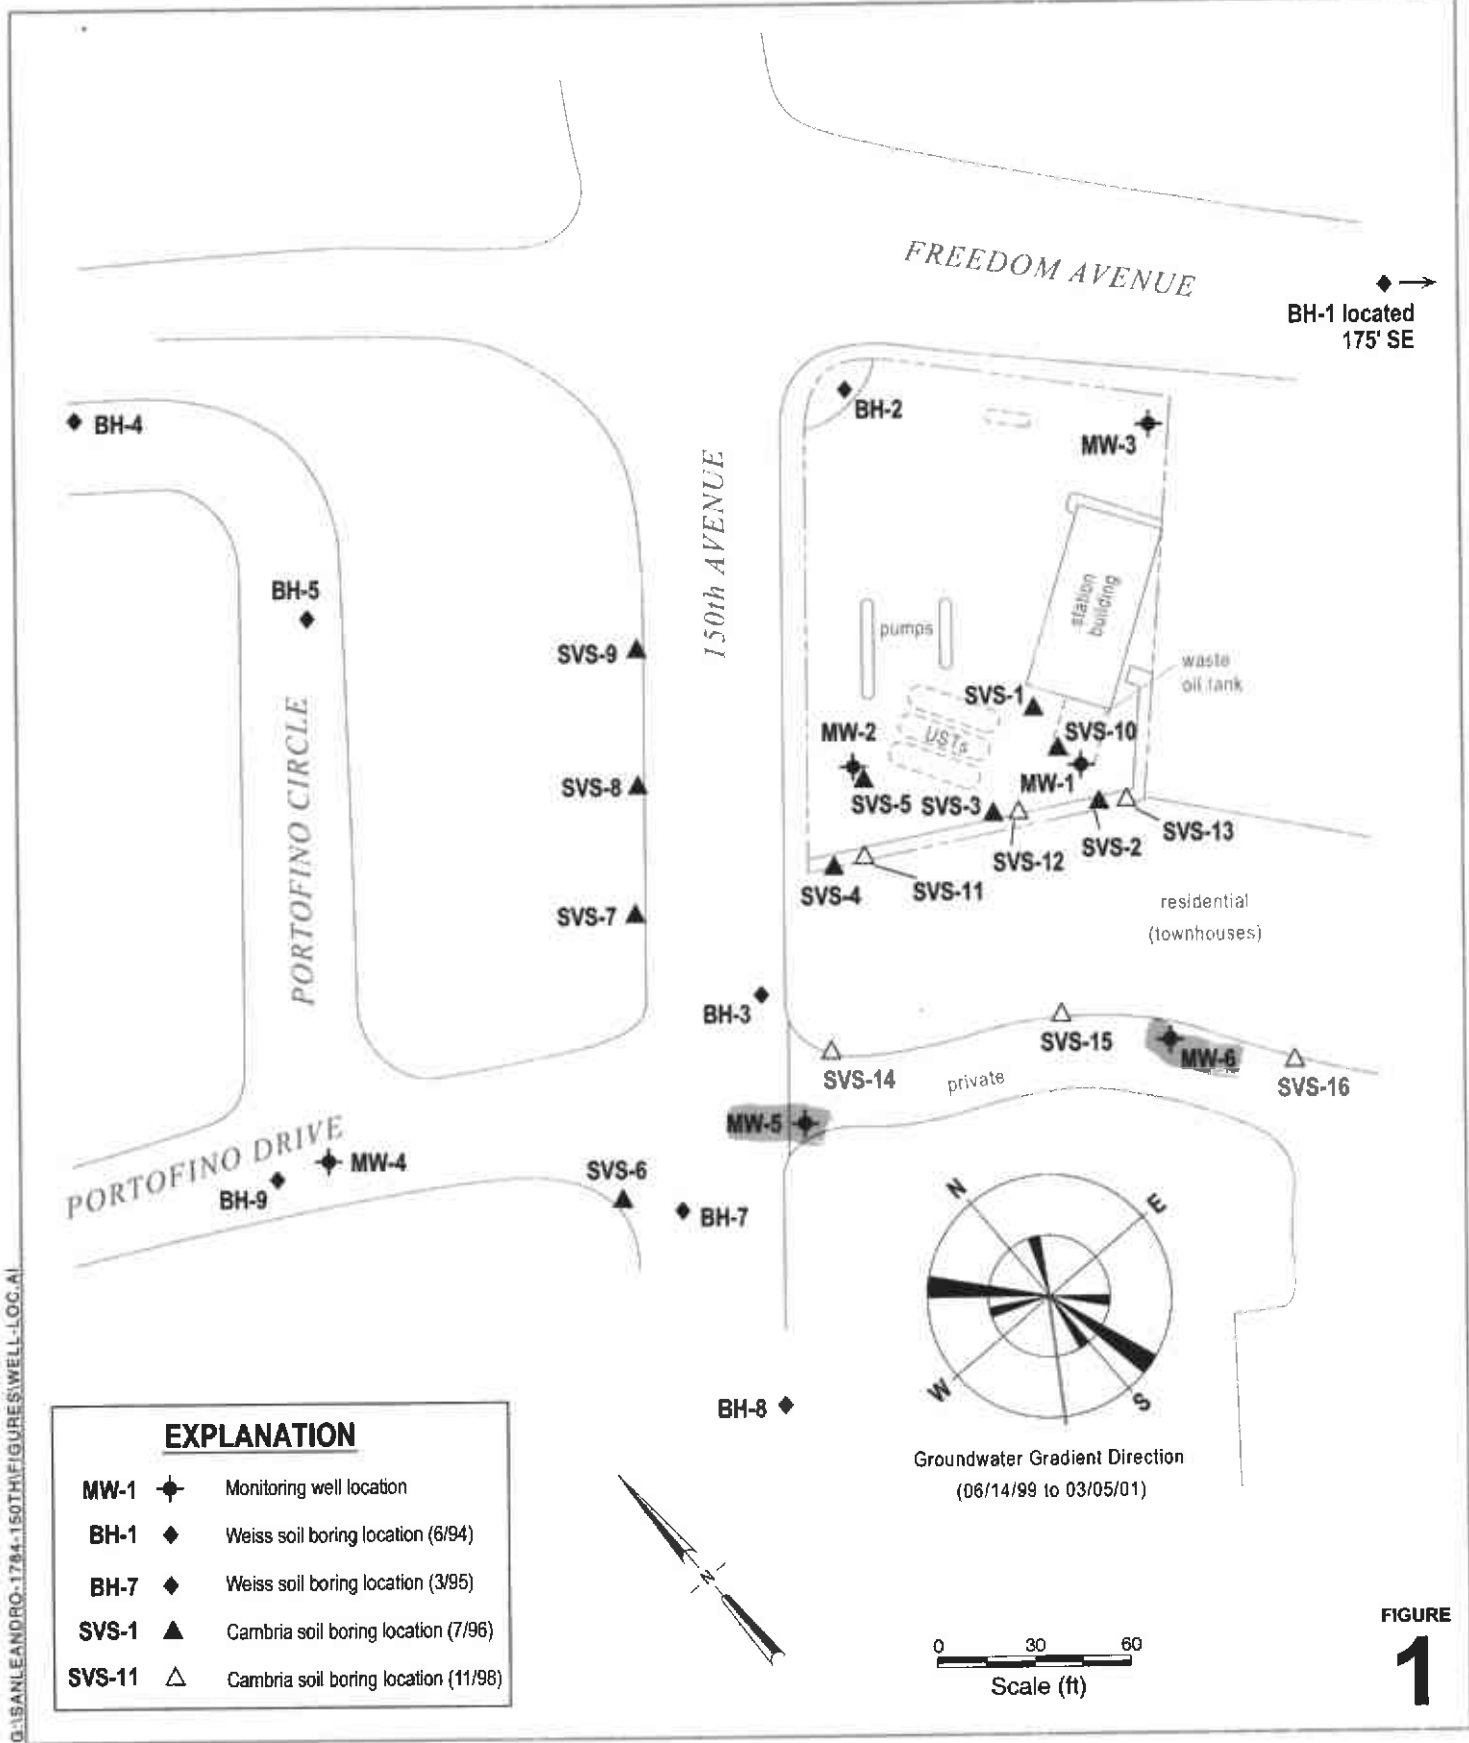 FREEDOM AVENUE
BH-1 located
175' SE
BH-2
MW-3
BH-4
150th AVENUE
station
building
BH-5
pumps
SVS-9
waste
oil tank
SVS-1
PORTOFINO CIRCLE
MW-2
USTs
SVS-10
SVS-8
MW-1
SVS-5
SVS-3
SVS-13
SVS-2
SVS-12
SVS-4
SVS-11
SVS-7
residential
(townhouses)
BH-3
SVS-15
MW-6
SVS-14
private
SVS-16
MW-5
PORTOFINO DRIVE
MW-4
SVS-6
BH-9
BH-7
N
E
W
S
BH-8
Groundwater Gradient Direction
(06/14/99 to 03/05/01)
EXPLANATION
MW-1 Monitoring well location
BH-1 Weiss soil boring location (6/94)
BH-7 Weiss soil boring location (3/95)
SVS-1 Cambria soil boring location (7/96)
SVS-11 Cambria soil boring location (11/98)
N
0 30 60
Scale (ft)
FIGURE
1
G:\SANLEANDRO-1784-150TH\FIGURES\WELL-LOC.AI